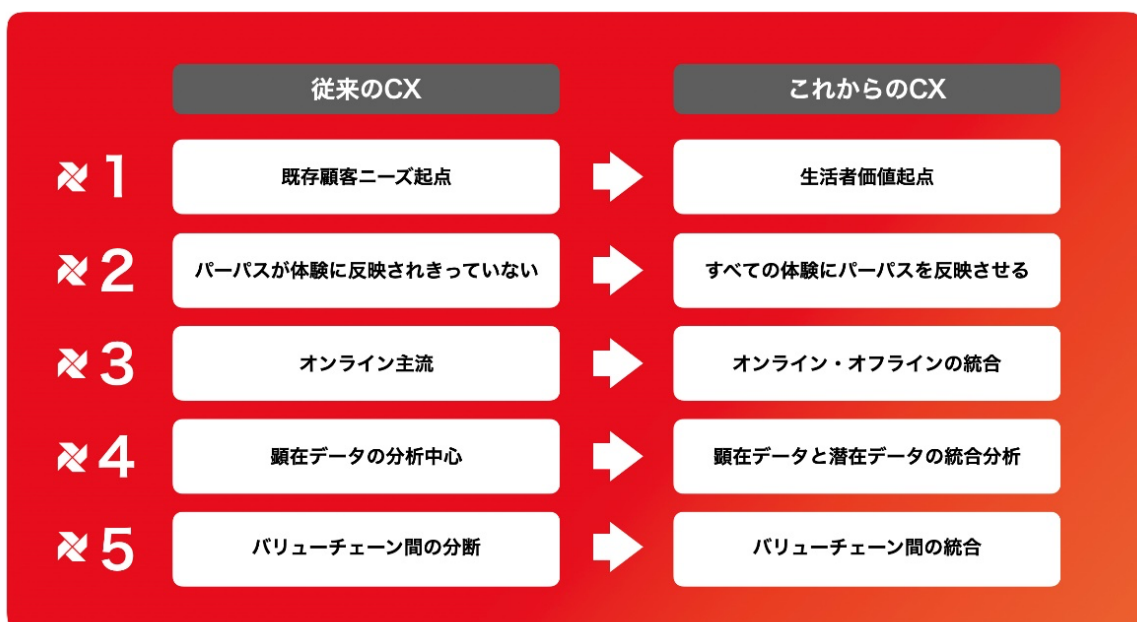 従来のCX
これからのCX
1
既存顧客ニーズ起点
生活者価値起点
2
パーパスが体験に反映されきっていない
すべての体験にパーパスを反映させる
3
オンライン主流
オンライン・オフラインの統合
4
顕在データの分析中心
顕在データと潜在データの統合分析
5
バリューチェーン間の分断
バリューチェーン間の統合